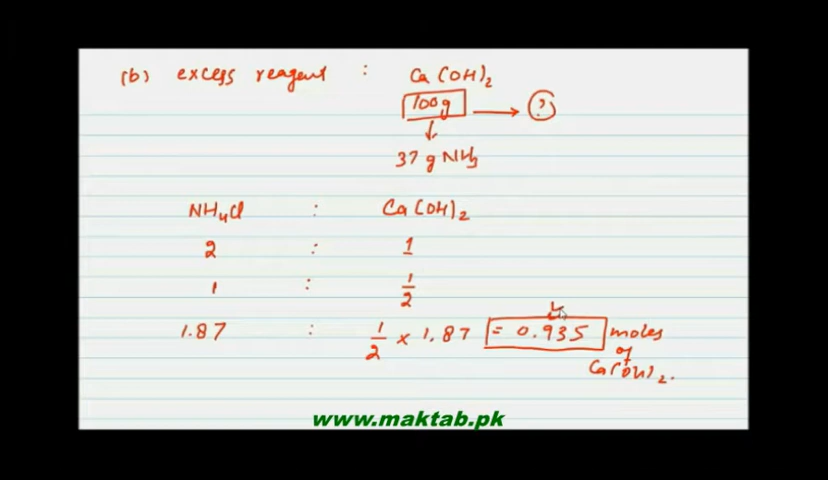 (b) excess reagent : Ca(OH)₂
100g → ?
↓
37 g NH₃
NH₄Cl : Ca(OH)₂
2 : 1
1 : 1/2
1.87 : 1/2 × 1.87 = 0.935 moles
of
Ca(OH)₂.
www.maktab.pk